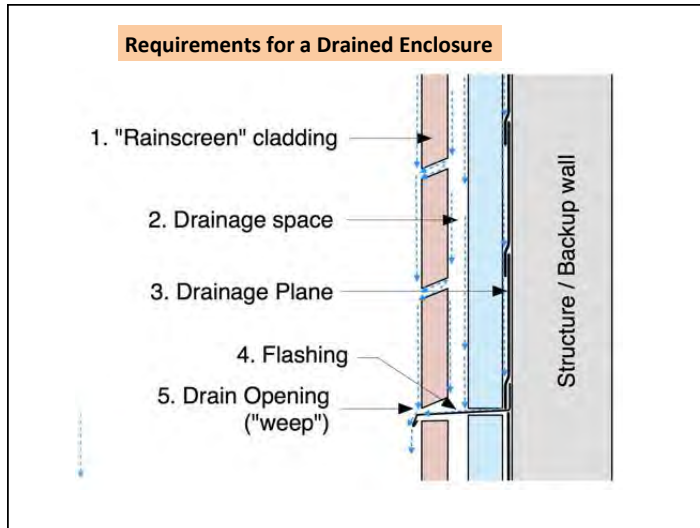 Requirements for a Drained Enclosure
1. "Rainscreen" cladding
2. Drainage space
3. Drainage Plane
4. Flashing
5. Drain Opening
("weep")
Structure / Backup wall